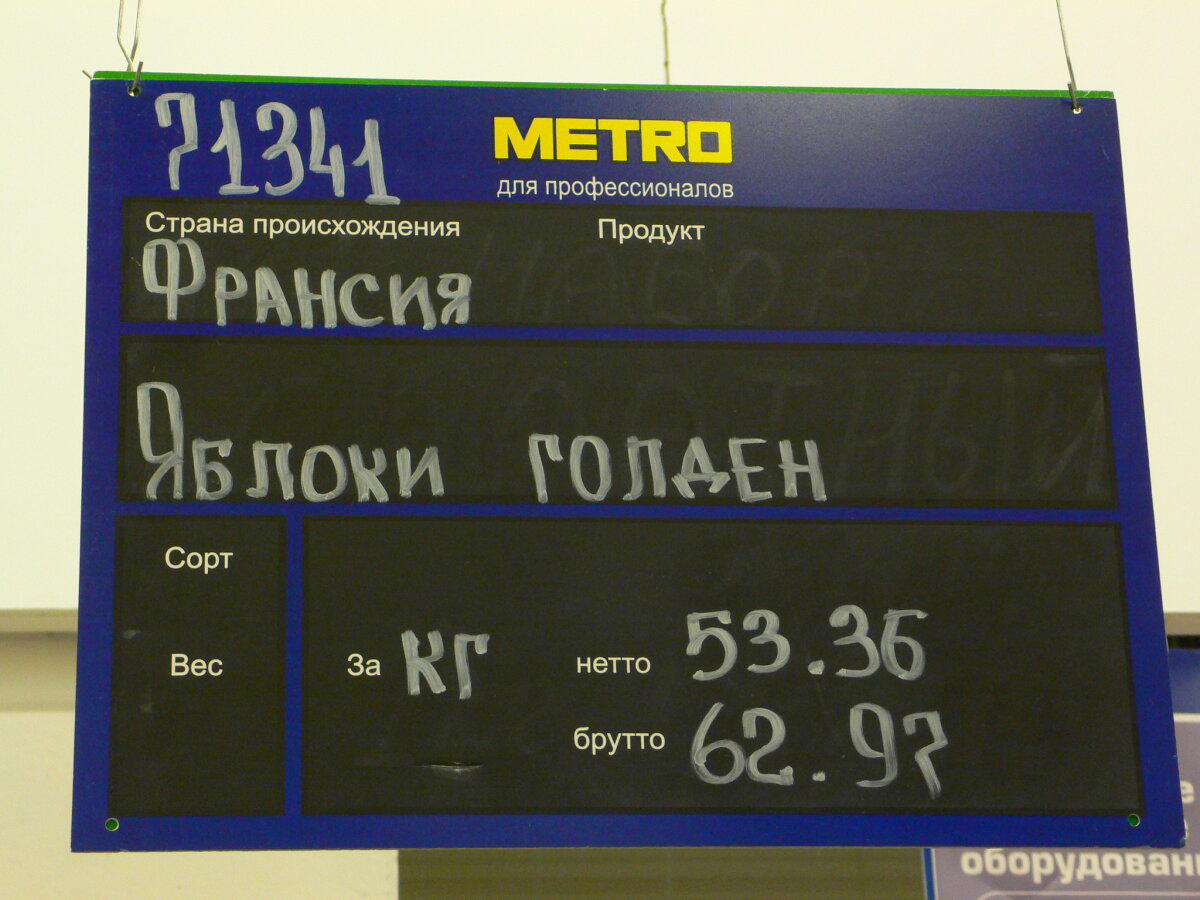 71341
METRO
для профессионалов
Страна происхождения Продукт
Франсия
Яблоки голден
Сорт
Вес
За кг нетто 53.36
брутто 62.97
оборудован